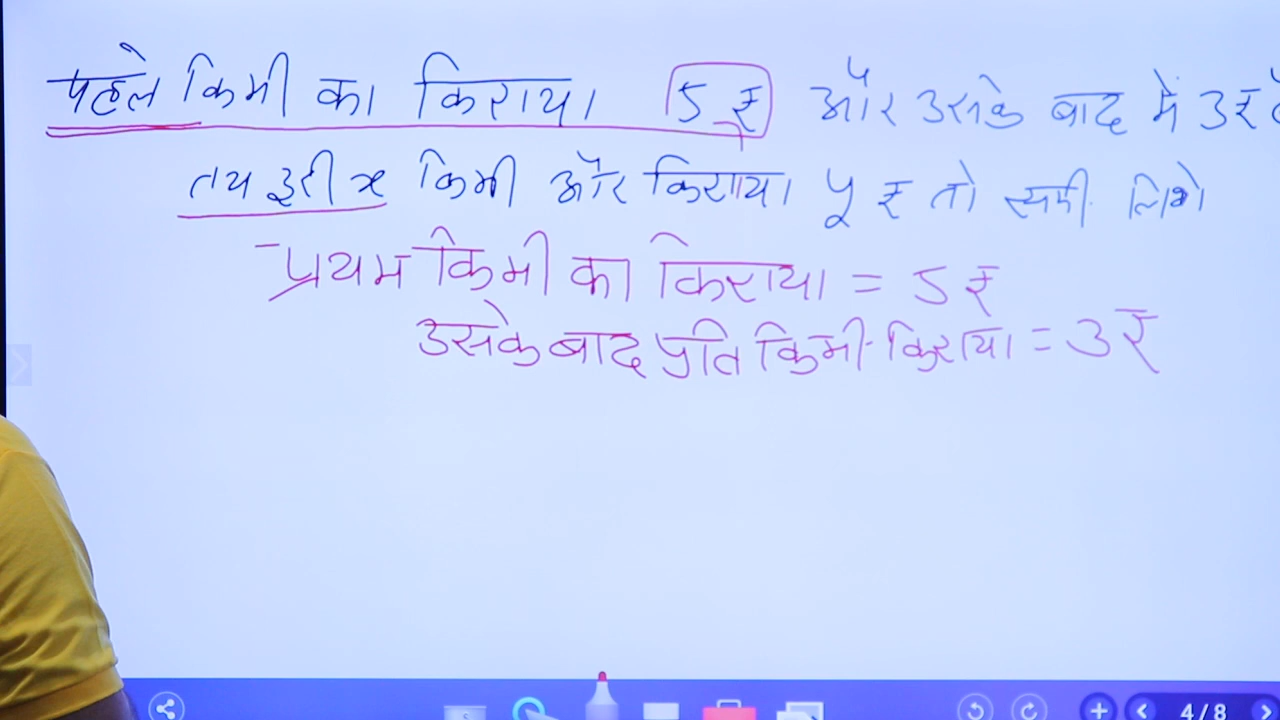 पहले किमी का किराया 5 ₹ और उसके बाद में 3 ₹
तय दूरी x किमी और किराया y ₹ तो समी. लिखो
प्रथम किमी का किराया = 5 ₹
उसके बाद प्रति किमी. किराया = 3 ₹
4/8